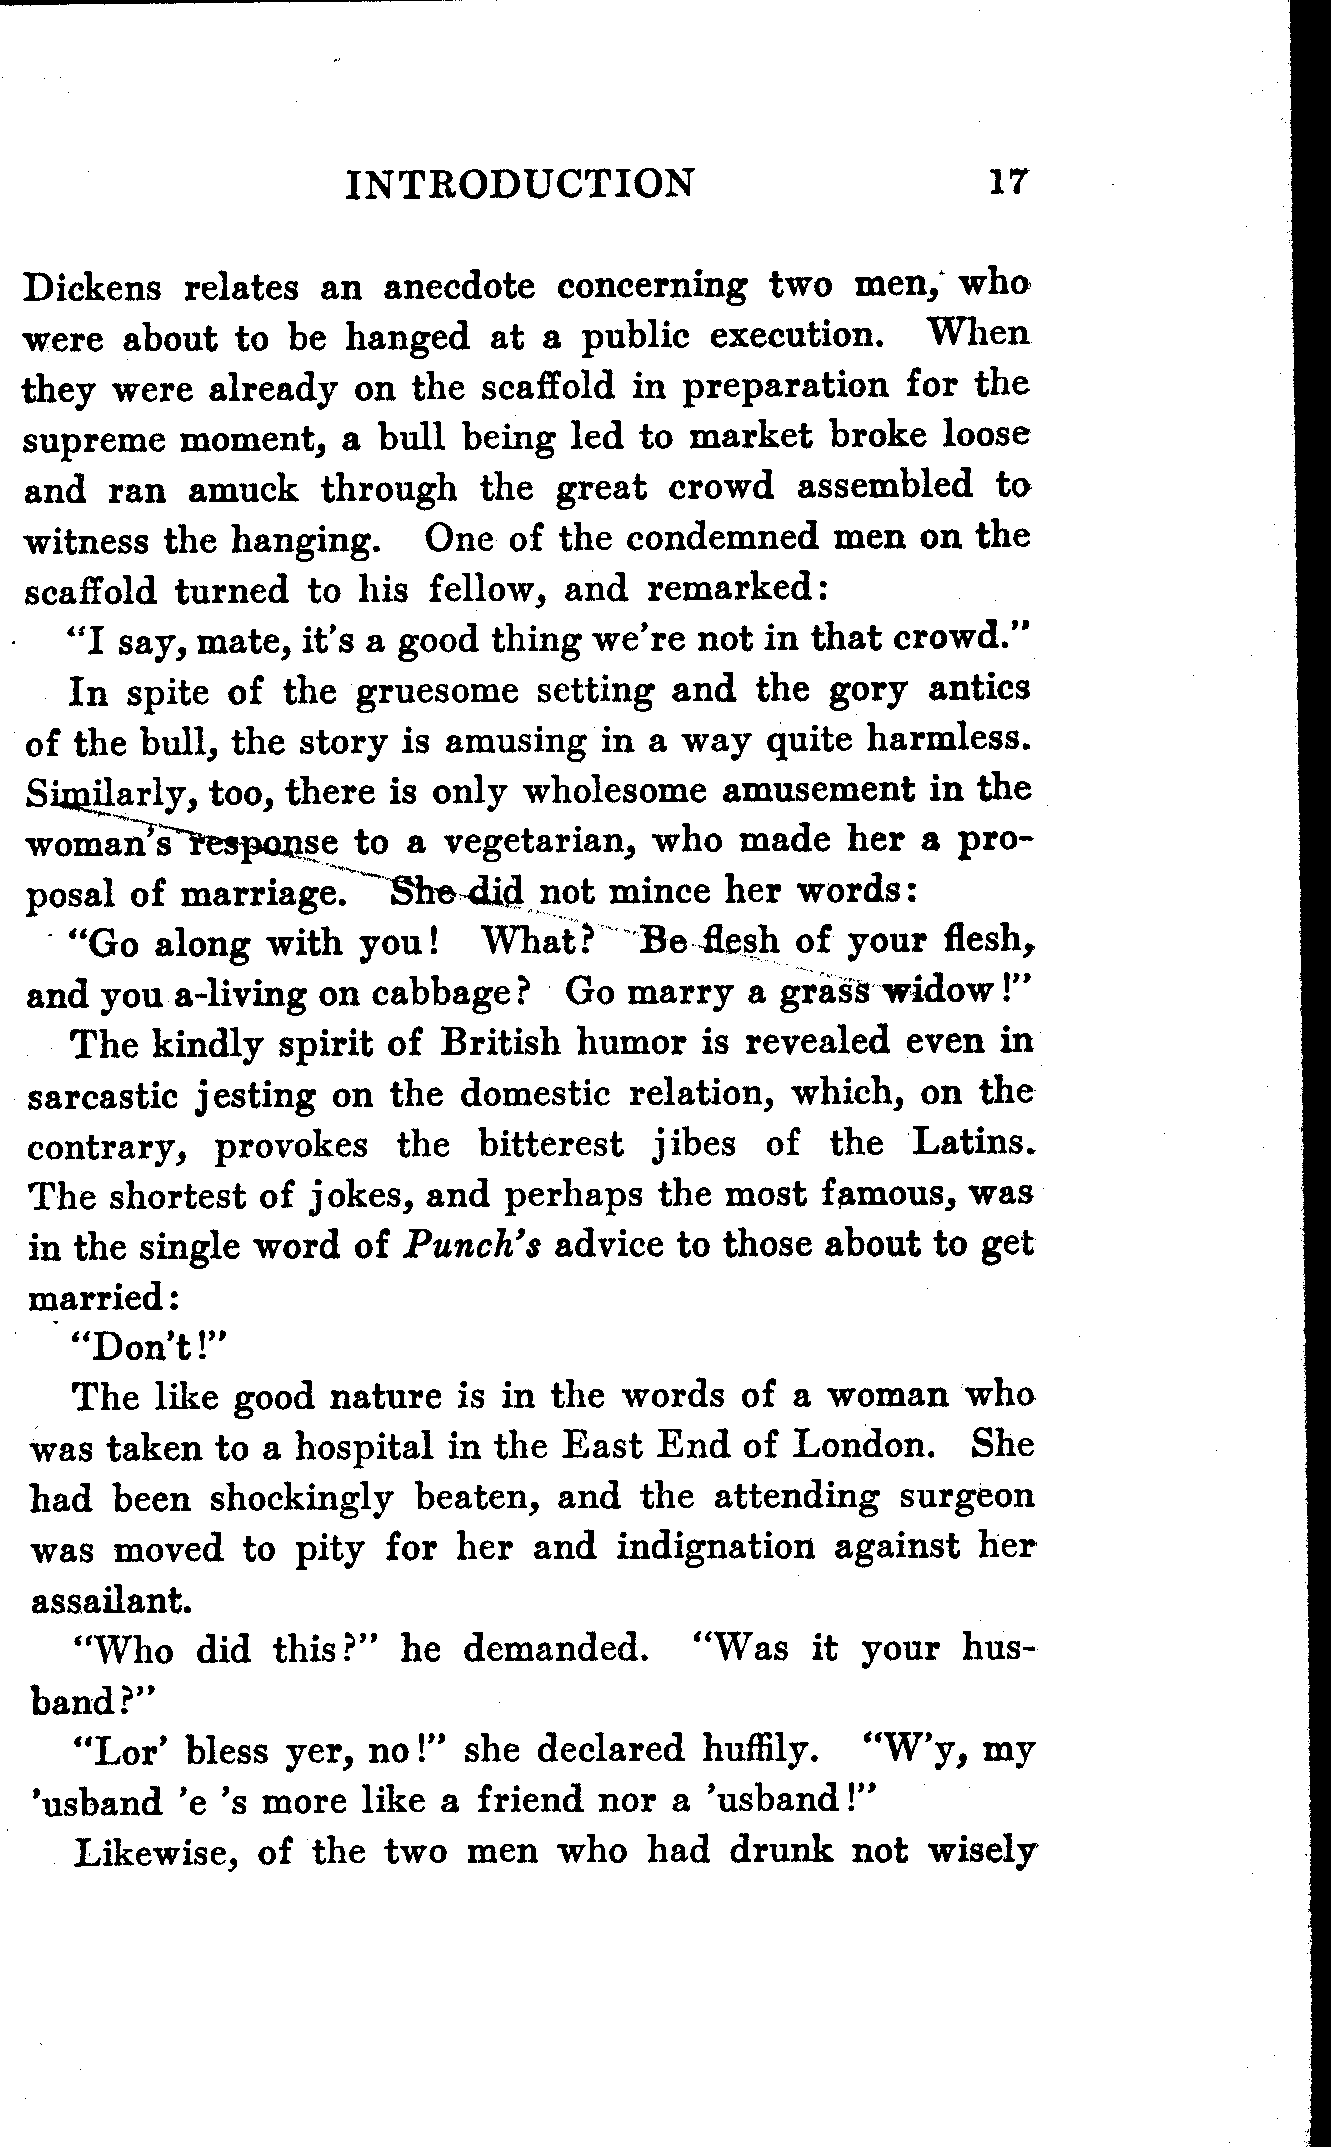 INTRODUCTION 17
Dickens relates an anecdote concerning two men, who
were about to be hanged at a public execution. When
they were already on the scaffold in preparation for the
supreme moment, a bull being led to market broke loose
and ran amuck through the great crowd assembled to
witness the hanging. One of the condemned men on the
scaffold turned to his fellow, and remarked:
"I say, mate, it's a good thing we're not in that crowd."
In spite of the gruesome setting and the gory antics
of the bull, the story is amusing in a way quite harmless.
Similarly, too, there is only wholesome amusement in the
woman's response to a vegetarian, who made her a pro-
posal of marriage. She did not mince her words:
"Go along with you! What? Be flesh of your flesh,
and you a-living on cabbage? Go marry a grass widow!"
The kindly spirit of British humor is revealed even in
sarcastic jesting on the domestic relation, which, on the
contrary, provokes the bitterest jibes of the Latins.
The shortest of jokes, and perhaps the most famous, was
in the single word of Punch's advice to those about to get
married:
"Don't!"
The like good nature is in the words of a woman who
was taken to a hospital in the East End of London. She
had been shockingly beaten, and the attending surgeon
was moved to pity for her and indignation against her
assailant.
"Who did this?" he demanded. "Was it your hus-
band?"
"Lor' bless yer, no!" she declared huffily. "W'y, my
'usband 'e 's more like a friend nor a 'usband!"
Likewise, of the two men who had drunk not wisely